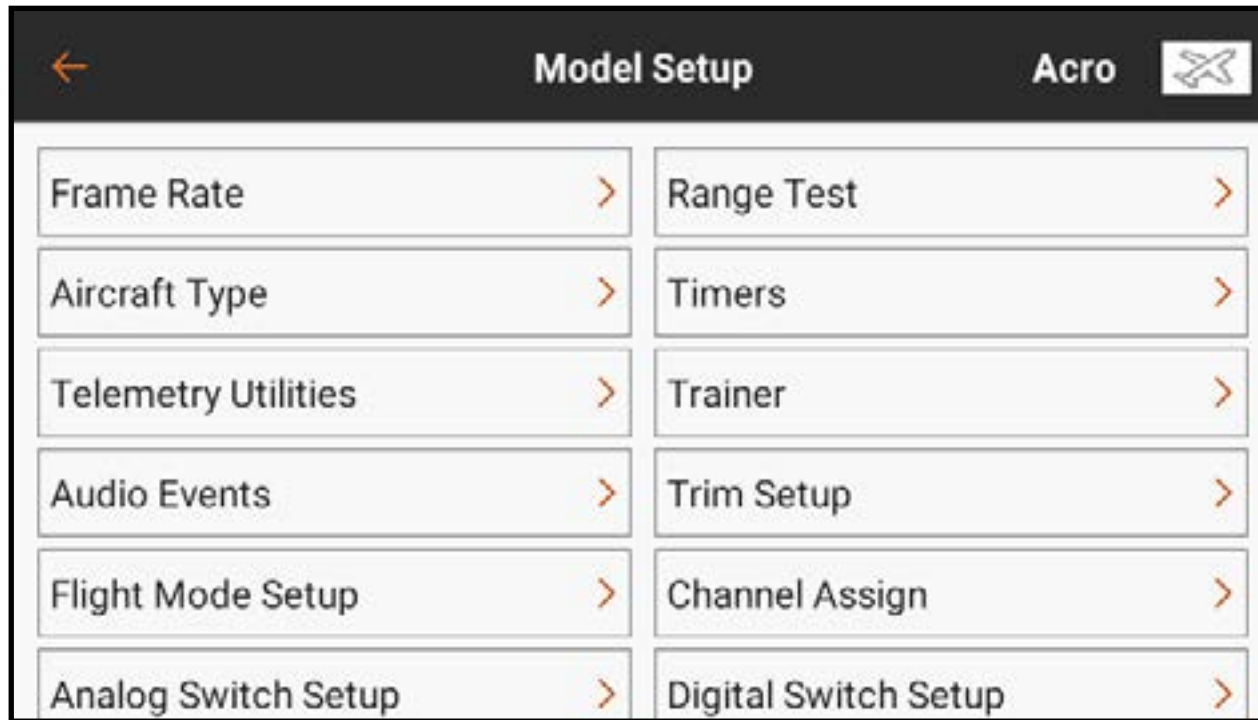 Model Setup
Acro
Frame Rate
Range Test
Aircraft Type
Timers
Telemetry Utilities
Trainer
Audio Events
Trim Setup
Flight Mode Setup
Channel Assign
Analog Switch Setup
Digital Switch Setup